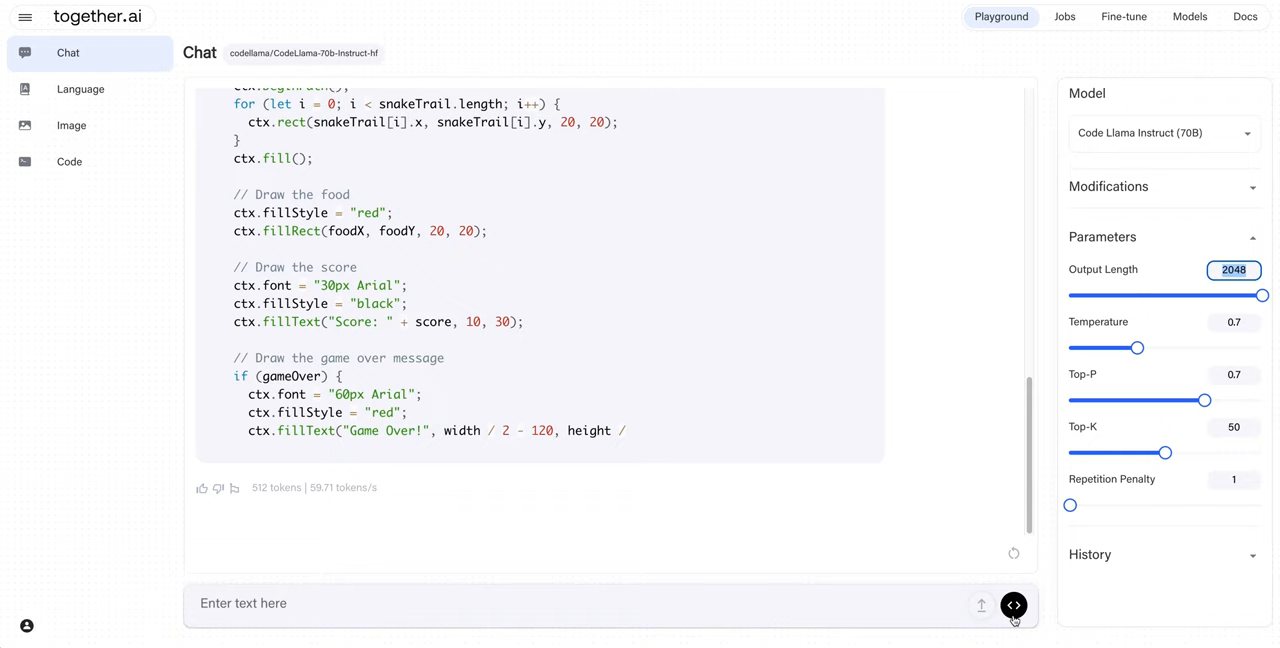 together.ai
Playground
Jobs
Fine-tune
Models
Docs
Chat
Language
Image
Code
Chat
codellama/CodeLlama-70b-Instruct-hf
ctx.beginPath();
for (let i = 0; i < snakeTrail.length; i++) {
ctx.rect(snakeTrail[i].x, snakeTrail[i].y, 20, 20);
}
ctx.fill();
// Draw the food
ctx.fillStyle = "red";
ctx.fillRect(foodX, foodY, 20, 20);
// Draw the score
ctx.font = "30px Arial";
ctx.fillStyle = "black";
ctx.fillText("Score: " + score, 10, 30);
// Draw the game over message
if (gameOver) {
ctx.font = "60px Arial";
ctx.fillStyle = "red";
ctx.fillText("Game Over!", width / 2 - 120, height /
512 tokens | 59.71 tokens/s
Enter text here
Model
Code Llama Instruct (70B)
Modifications
Parameters
Output Length 2048
Temperature 0.7
Top-P 0.7
Top-K 50
Repetition Penalty 1
History